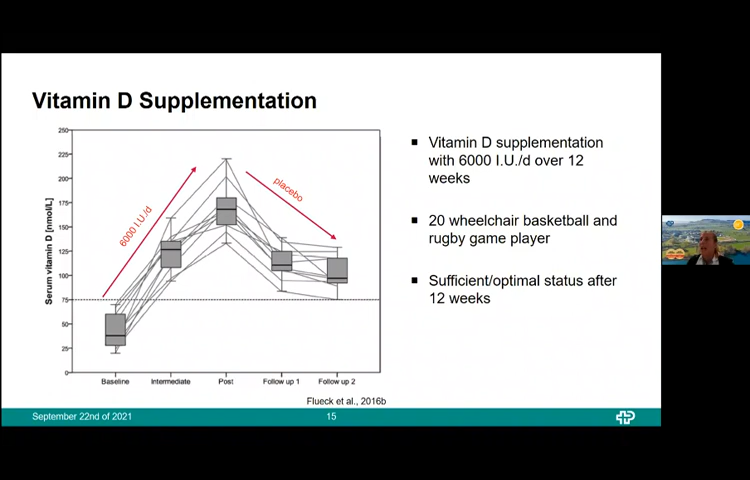 Vitamin D Supplementation
250
225
200
175
150
125
100
75
50
25
0
Serum vitamin D [nmol/L]
6000 I.U./d
placebo
Baseline
Intermediate
Post
Follow up 1
Follow up 2
Flueck et al., 2016b
■ Vitamin D supplementation
with 6000 I.U./d over 12
weeks
■ 20 wheelchair basketball and
rugby game player
■ Sufficient/optimal status after
12 weeks
September 22nd of 2021
15